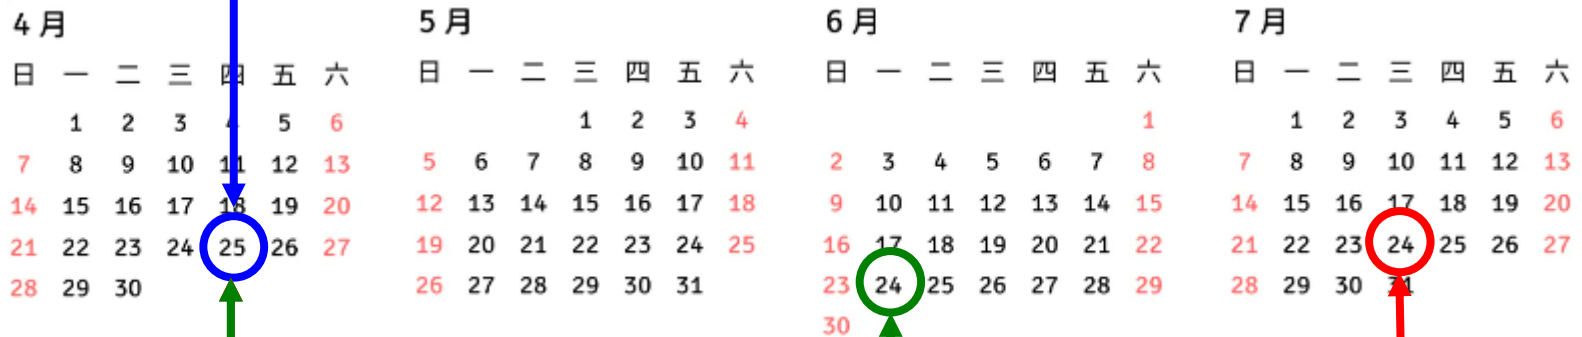 4 月
日 一 二 三 四 五 六
1 2 3 4 5 6
7 8 9 10 11 12 13
14 15 16 17 18 19 20
21 22 23 24 25 26 27
28 29 30
5 月
日 一 二 三 四 五 六
1 2 3 4
5 6 7 8 9 10 11
12 13 14 15 16 17 18
19 20 21 22 23 24 25
26 27 28 29 30 31
6 月
日 一 二 三 四 五 六
1
2 3 4 5 6 7 8
9 10 11 12 13 14 15
16 17 18 19 20 21 22
23 24 25 26 27 28 29
30
7 月
日 一 二 三 四 五 六
1 2 3 4 5 6
7 8 9 10 11 12 13
14 15 16 17 18 19 20
21 22 23 24 25 26 27
28 29 30 31